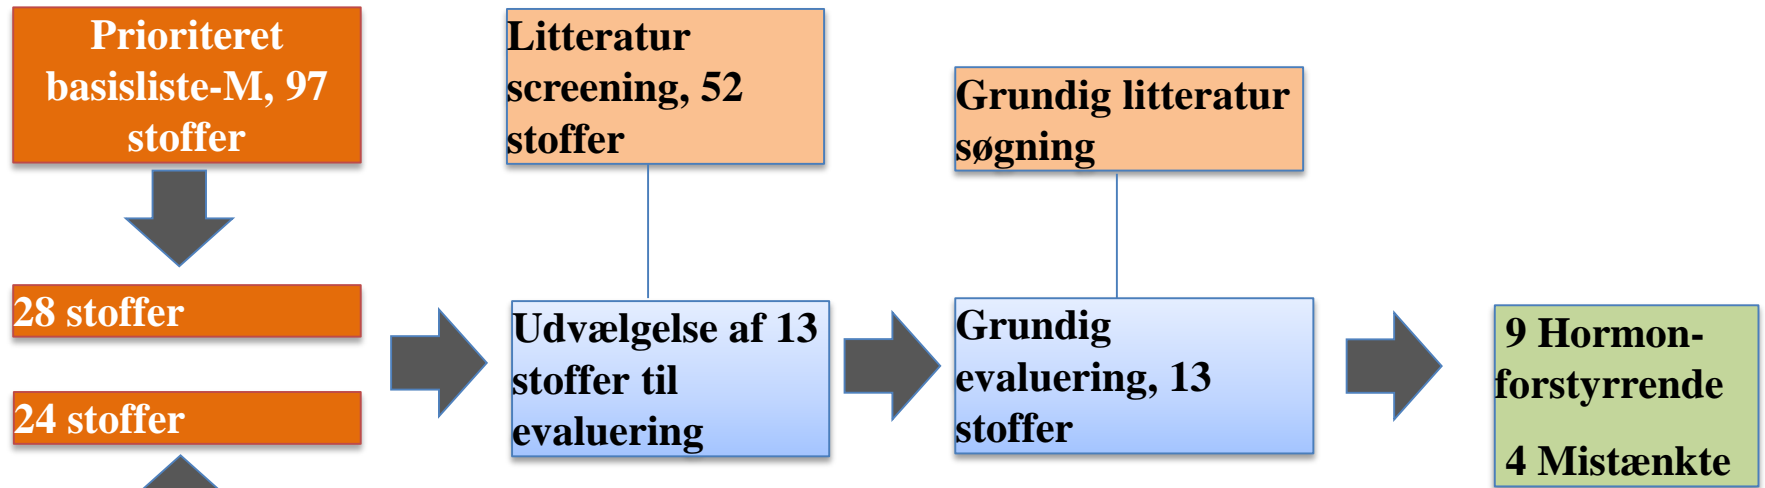 Prioriteret
basisliste-M, 97
stoffer
28 stoffer
24 stoffer
Litteratur
screening, 52
stoffer
Udvælgelse af 13
stoffer til
evaluering
Grundig litteratur
søgning
Grundig
evaluering, 13
stoffer
9 Hormon-
forstyrrende
4 Mistænkte